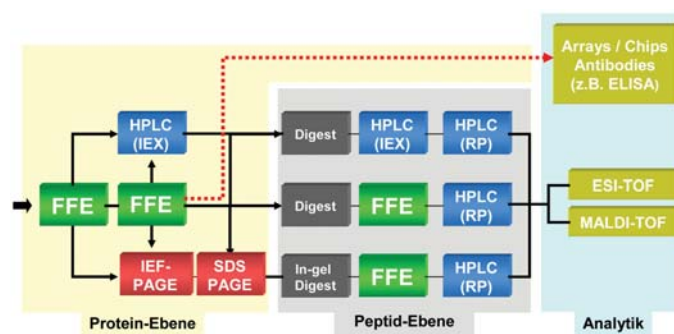 Arrays / Chips
Antibodies
(z.B. ELISA)
HPLC
(IEX)
Digest
HPLC
(IEX)
HPLC
(RP)
FFE
FFE
Digest
FFE
HPLC
(RP)
ESI-TOF
MALDI-TOF
IEF-
PAGE
SDS
PAGE
In-gel
Digest
FFE
HPLC
(RP)
Protein-Ebene
Peptid-Ebene
Analytik